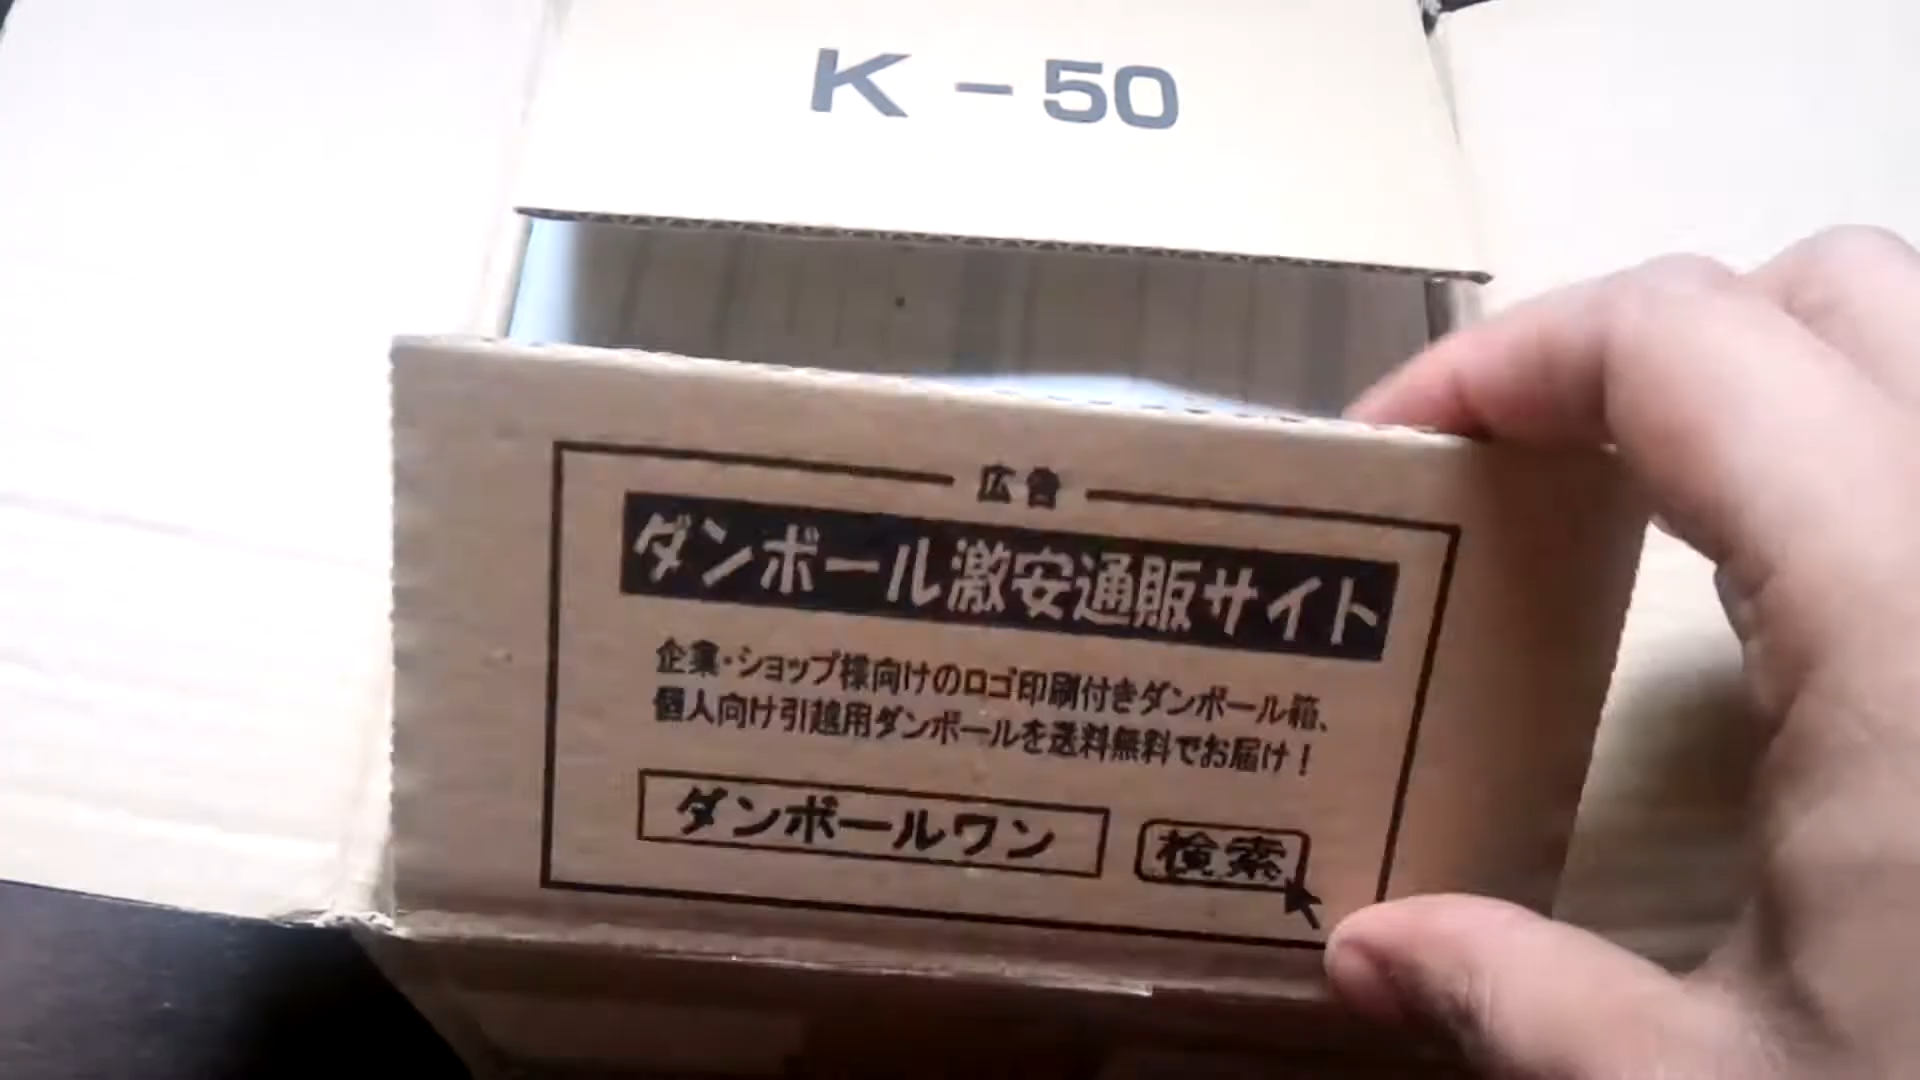 K-50
広告
ダンボール激安通販サイト
企業・ショップ様向けのロゴ印刷付きダンボール箱、
個人向け引越用ダンボールを送料無料でお届け!
ダンボールワン 検索